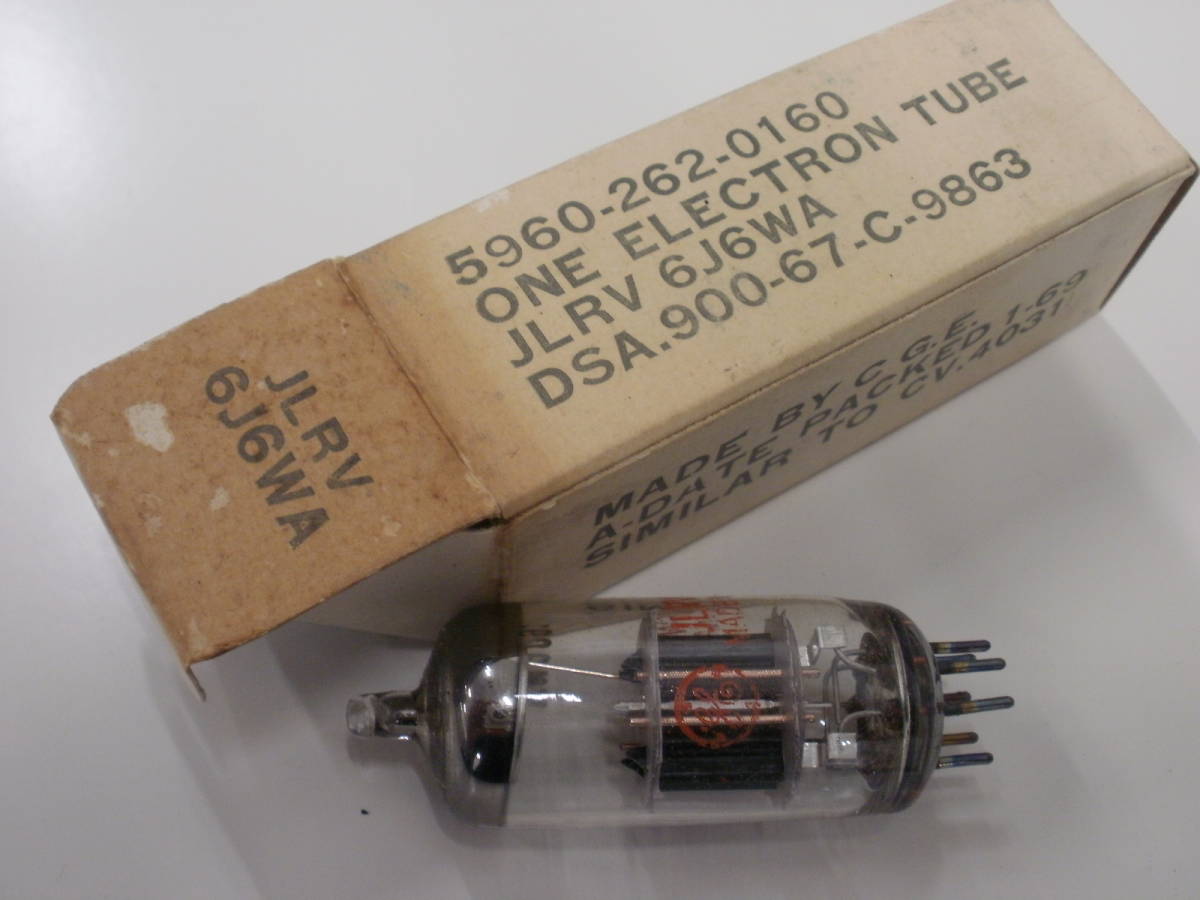 5960-262-0160
ONE ELECTRON TUBE
JLRV 6J6WA
DSA.900-67-C-9863
MADE BY C.G.E.
A-DATE PACKED 1-69
SIMILAR TO CV.4031
JLRV
6J6WA
JLRV